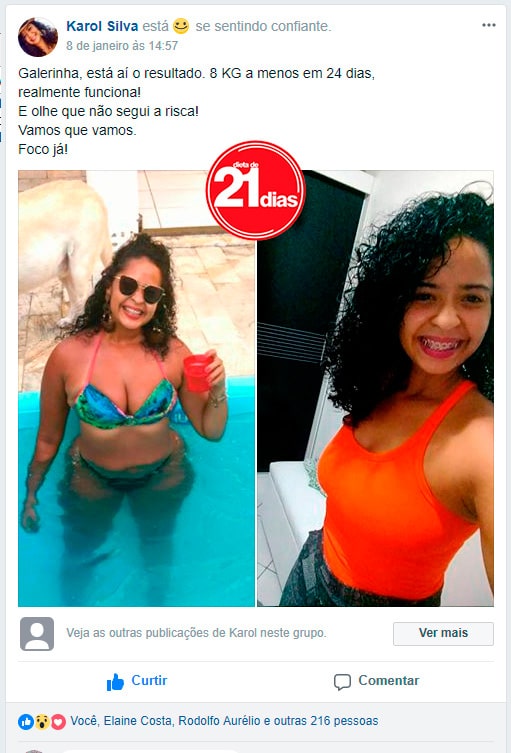 Karol Silva está se sentindo confiante.
8 de janeiro às 14:57
Galerinha, está aí o resultado. 8 KG a menos em 24 dias,
realmente funciona!
E olhe que não segui a risca!
Vamos que vamos.
Foco já!
dieta de
21 dias
Veja as outras publicações de Karol neste grupo.
Ver mais
Curtir
Comentar
Você, Elaine Costa, Rodolfo Aurélio e outras 216 pessoas